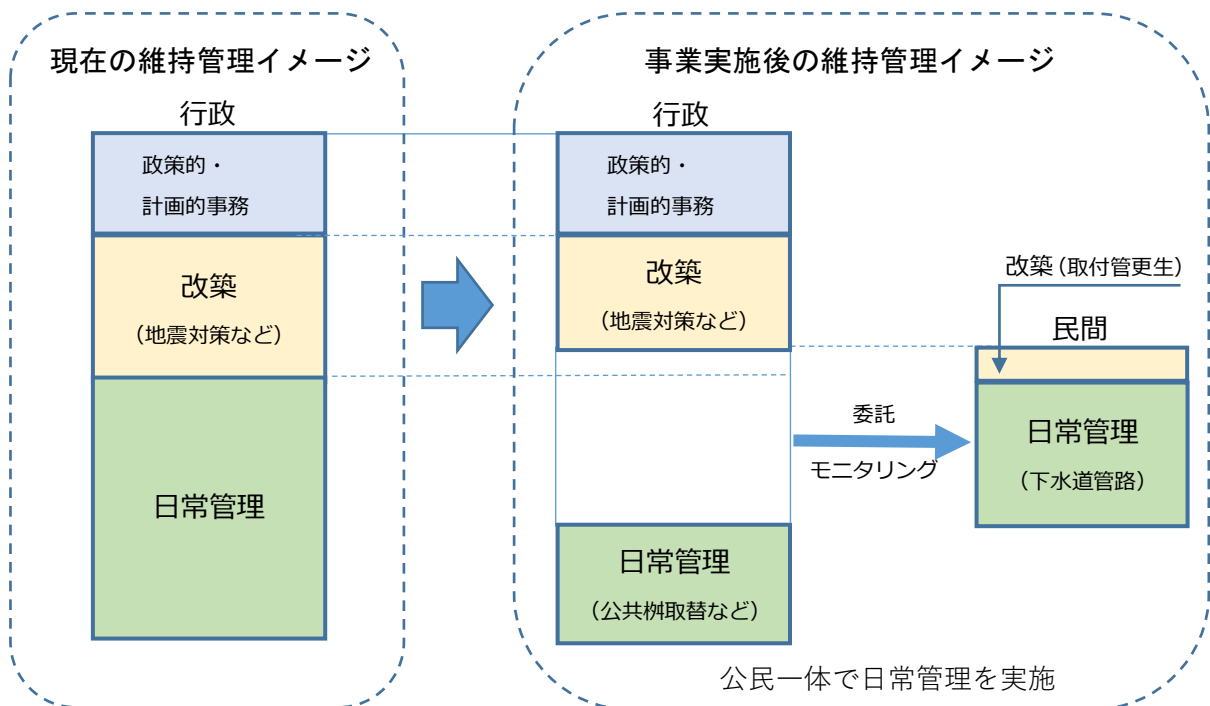 現在の維持管理イメージ
行政
政策的・
計画的事務
改築
（地震対策など）
日常管理
事業実施後の維持管理イメージ
行政
政策的・
計画的事務
改築
（地震対策など）
日常管理
（公共桝取替など）
委託
モニタリング
改築（取付管更生）
民間
日常管理
（下水道管路）
公民一体で日常管理を実施